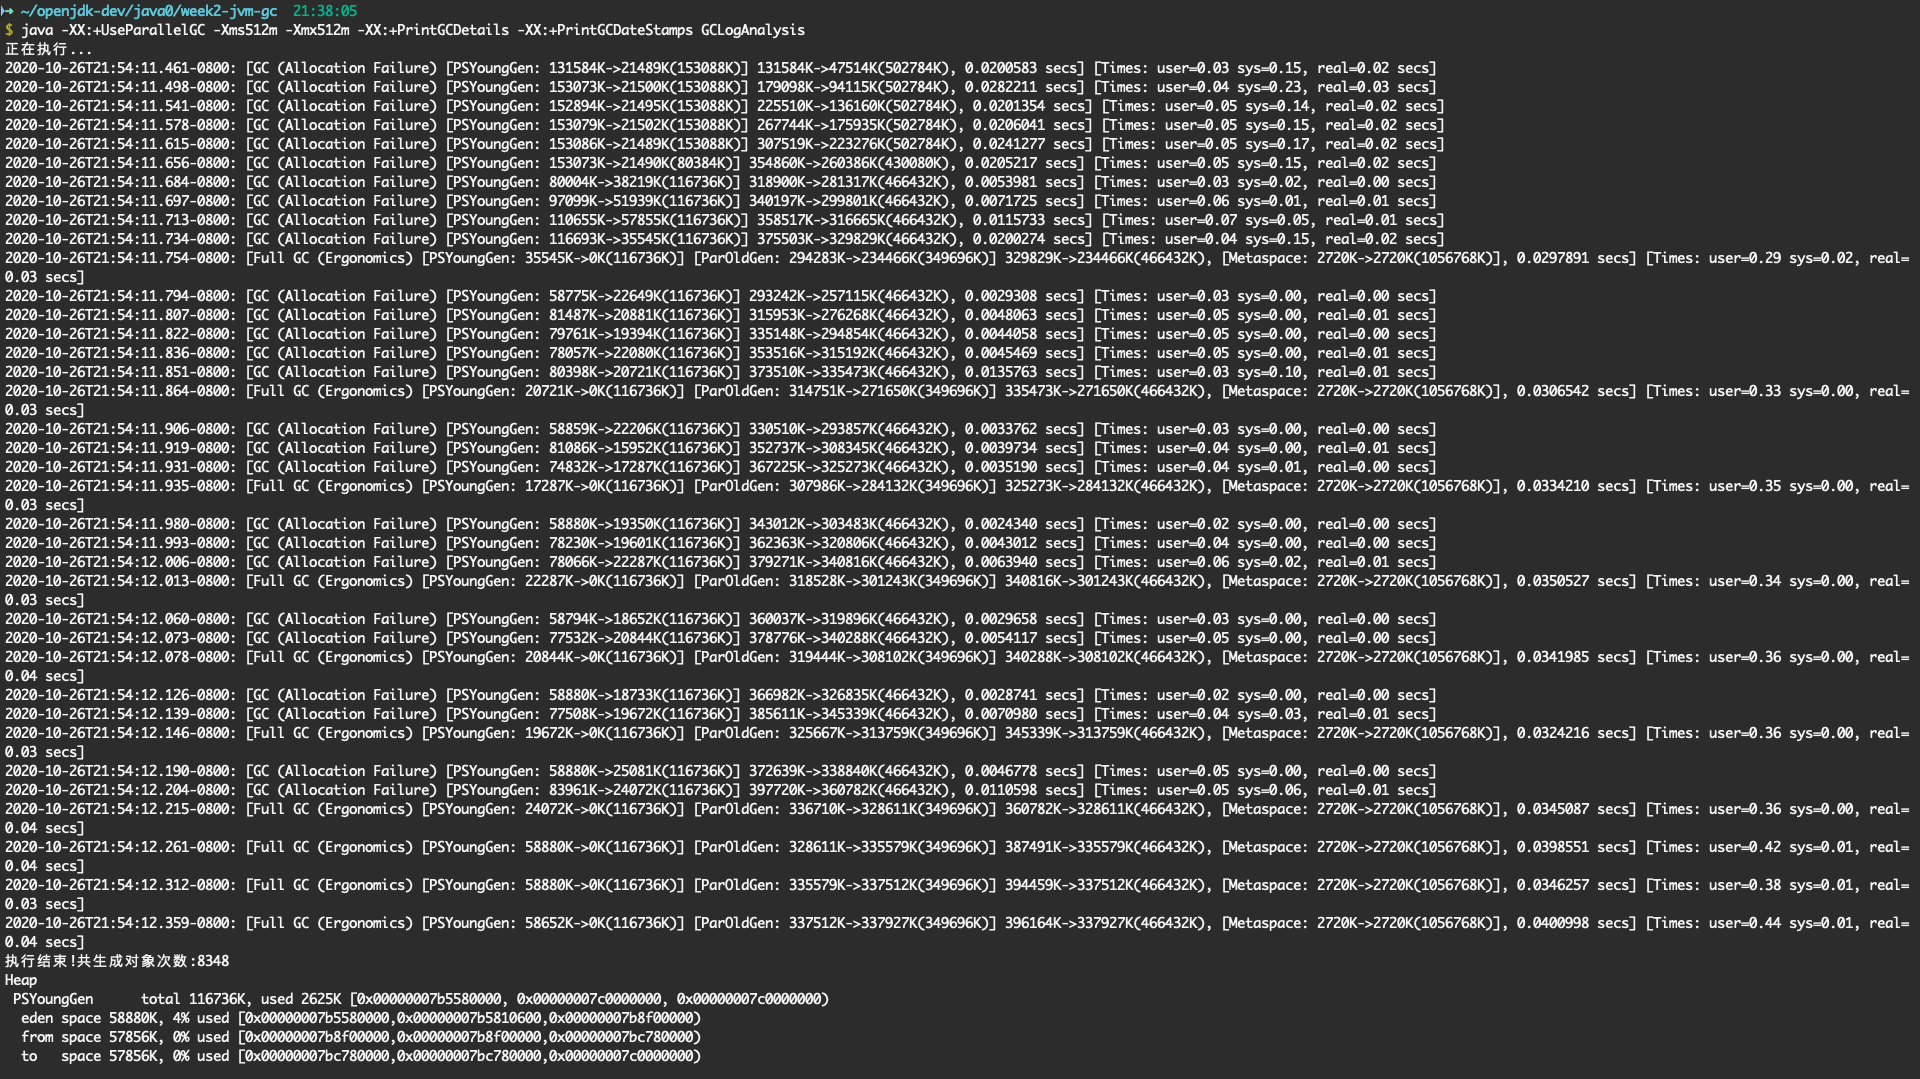 ➜ ~/openjdk-dev/java0/week2-jvm-gc  21:38:05
$ java -XX:+UseParallelGC -Xms512m -Xmx512m -XX:+PrintGCDetails -XX:+PrintGCDateStamps GCLogAnalysis
正在执行...
2020-10-26T21:54:11.461-0800: [GC (Allocation Failure) [PSYoungGen: 131584K->21489K(153088K)] 131584K->47514K(502784K), 0.0200583 secs] [Times: user=0.03 sys=0.15, real=0.02 secs]
2020-10-26T21:54:11.498-0800: [GC (Allocation Failure) [PSYoungGen: 153073K->21500K(153088K)] 179098K->94115K(502784K), 0.0282211 secs] [Times: user=0.04 sys=0.23, real=0.03 secs]
2020-10-26T21:54:11.541-0800: [GC (Allocation Failure) [PSYoungGen: 152894K->21495K(153088K)] 225510K->136160K(502784K), 0.0201354 secs] [Times: user=0.05 sys=0.14, real=0.02 secs]
2020-10-26T21:54:11.578-0800: [GC (Allocation Failure) [PSYoungGen: 153079K->21502K(153088K)] 267744K->175935K(502784K), 0.0206041 secs] [Times: user=0.05 sys=0.15, real=0.02 secs]
2020-10-26T21:54:11.615-0800: [GC (Allocation Failure) [PSYoungGen: 153086K->21489K(153088K)] 307519K->223276K(502784K), 0.0241277 secs] [Times: user=0.05 sys=0.17, real=0.02 secs]
2020-10-26T21:54:11.656-0800: [GC (Allocation Failure) [PSYoungGen: 153073K->21490K(80384K)] 354860K->260386K(430080K), 0.0205217 secs] [Times: user=0.05 sys=0.15, real=0.02 secs]
2020-10-26T21:54:11.684-0800: [GC (Allocation Failure) [PSYoungGen: 80004K->38219K(116736K)] 318900K->281317K(466432K), 0.0053981 secs] [Times: user=0.03 sys=0.02, real=0.00 secs]
2020-10-26T21:54:11.697-0800: [GC (Allocation Failure) [PSYoungGen: 97099K->51939K(116736K)] 340197K->299801K(466432K), 0.0071725 secs] [Times: user=0.06 sys=0.01, real=0.01 secs]
2020-10-26T21:54:11.713-0800: [GC (Allocation Failure) [PSYoungGen: 110655K->57855K(116736K)] 358517K->316665K(466432K), 0.0115733 secs] [Times: user=0.07 sys=0.05, real=0.01 secs]
2020-10-26T21:54:11.734-0800: [GC (Allocation Failure) [PSYoungGen: 116693K->35545K(116736K)] 375503K->329829K(466432K), 0.0200274 secs] [Times: user=0.04 sys=0.15, real=0.02 secs]
2020-10-26T21:54:11.754-0800: [Full GC (Ergonomics) [PSYoungGen: 35545K->0K(116736K)] [ParOldGen: 294283K->234466K(349696K)] 329829K->234466K(466432K), [Metaspace: 2720K->2720K(1056768K)], 0.0297891 secs] [Times: user=0.29 sys=0.02, real=
0.03 secs]
2020-10-26T21:54:11.794-0800: [GC (Allocation Failure) [PSYoungGen: 58775K->22649K(116736K)] 293242K->257115K(466432K), 0.0029308 secs] [Times: user=0.03 sys=0.00, real=0.00 secs]
2020-10-26T21:54:11.807-0800: [GC (Allocation Failure) [PSYoungGen: 81487K->20881K(116736K)] 315953K->276268K(466432K), 0.0048063 secs] [Times: user=0.05 sys=0.00, real=0.01 secs]
2020-10-26T21:54:11.822-0800: [GC (Allocation Failure) [PSYoungGen: 79761K->19394K(116736K)] 335148K->294854K(466432K), 0.0044058 secs] [Times: user=0.05 sys=0.00, real=0.00 secs]
2020-10-26T21:54:11.836-0800: [GC (Allocation Failure) [PSYoungGen: 78057K->22080K(116736K)] 353516K->315192K(466432K), 0.0045469 secs] [Times: user=0.05 sys=0.00, real=0.01 secs]
2020-10-26T21:54:11.851-0800: [GC (Allocation Failure) [PSYoungGen: 80398K->20721K(116736K)] 373510K->335473K(466432K), 0.0135763 secs] [Times: user=0.03 sys=0.10, real=0.01 secs]
2020-10-26T21:54:11.864-0800: [Full GC (Ergonomics) [PSYoungGen: 20721K->0K(116736K)] [ParOldGen: 314751K->271650K(349696K)] 335473K->271650K(466432K), [Metaspace: 2720K->2720K(1056768K)], 0.0306542 secs] [Times: user=0.33 sys=0.00, real=
0.03 secs]
2020-10-26T21:54:11.906-0800: [GC (Allocation Failure) [PSYoungGen: 58859K->22206K(116736K)] 330510K->293857K(466432K), 0.0033762 secs] [Times: user=0.03 sys=0.00, real=0.00 secs]
2020-10-26T21:54:11.919-0800: [GC (Allocation Failure) [PSYoungGen: 81086K->15952K(116736K)] 352737K->308345K(466432K), 0.0039734 secs] [Times: user=0.04 sys=0.00, real=0.01 secs]
2020-10-26T21:54:11.931-0800: [GC (Allocation Failure) [PSYoungGen: 74832K->17287K(116736K)] 367225K->325273K(466432K), 0.0035190 secs] [Times: user=0.04 sys=0.01, real=0.00 secs]
2020-10-26T21:54:11.935-0800: [Full GC (Ergonomics) [PSYoungGen: 17287K->0K(116736K)] [ParOldGen: 307986K->284132K(349696K)] 325273K->284132K(466432K), [Metaspace: 2720K->2720K(1056768K)], 0.0334210 secs] [Times: user=0.35 sys=0.00, real=
0.03 secs]
2020-10-26T21:54:11.980-0800: [GC (Allocation Failure) [PSYoungGen: 58880K->19350K(116736K)] 343012K->303483K(466432K), 0.0024340 secs] [Times: user=0.02 sys=0.00, real=0.00 secs]
2020-10-26T21:54:11.993-0800: [GC (Allocation Failure) [PSYoungGen: 78230K->19601K(116736K)] 362363K->320806K(466432K), 0.0043012 secs] [Times: user=0.04 sys=0.00, real=0.00 secs]
2020-10-26T21:54:12.006-0800: [GC (Allocation Failure) [PSYoungGen: 78066K->22287K(116736K)] 379271K->340816K(466432K), 0.0063940 secs] [Times: user=0.06 sys=0.02, real=0.01 secs]
2020-10-26T21:54:12.013-0800: [Full GC (Ergonomics) [PSYoungGen: 22287K->0K(116736K)] [ParOldGen: 318528K->301243K(349696K)] 340816K->301243K(466432K), [Metaspace: 2720K->2720K(1056768K)], 0.0350527 secs] [Times: user=0.34 sys=0.00, real=
0.03 secs]
2020-10-26T21:54:12.060-0800: [GC (Allocation Failure) [PSYoungGen: 58794K->18652K(116736K)] 360037K->319896K(466432K), 0.0029658 secs] [Times: user=0.03 sys=0.00, real=0.00 secs]
2020-10-26T21:54:12.073-0800: [GC (Allocation Failure) [PSYoungGen: 77532K->20844K(116736K)] 378776K->340288K(466432K), 0.0054117 secs] [Times: user=0.05 sys=0.00, real=0.00 secs]
2020-10-26T21:54:12.078-0800: [Full GC (Ergonomics) [PSYoungGen: 20844K->0K(116736K)] [ParOldGen: 319444K->308102K(349696K)] 340288K->308102K(466432K), [Metaspace: 2720K->2720K(1056768K)], 0.0341985 secs] [Times: user=0.36 sys=0.00, real=
0.04 secs]
2020-10-26T21:54:12.126-0800: [GC (Allocation Failure) [PSYoungGen: 58880K->18733K(116736K)] 366982K->326835K(466432K), 0.0028741 secs] [Times: user=0.02 sys=0.00, real=0.00 secs]
2020-10-26T21:54:12.139-0800: [GC (Allocation Failure) [PSYoungGen: 77508K->19672K(116736K)] 385611K->345339K(466432K), 0.0070980 secs] [Times: user=0.04 sys=0.03, real=0.01 secs]
2020-10-26T21:54:12.146-0800: [Full GC (Ergonomics) [PSYoungGen: 19672K->0K(116736K)] [ParOldGen: 325667K->313759K(349696K)] 345339K->313759K(466432K), [Metaspace: 2720K->2720K(1056768K)], 0.0324216 secs] [Times: user=0.36 sys=0.00, real=
0.03 secs]
2020-10-26T21:54:12.190-0800: [GC (Allocation Failure) [PSYoungGen: 58880K->25081K(116736K)] 372639K->338840K(466432K), 0.0046778 secs] [Times: user=0.05 sys=0.00, real=0.00 secs]
2020-10-26T21:54:12.204-0800: [GC (Allocation Failure) [PSYoungGen: 83961K->24072K(116736K)] 397720K->360782K(466432K), 0.0110598 secs] [Times: user=0.05 sys=0.06, real=0.01 secs]
2020-10-26T21:54:12.215-0800: [Full GC (Ergonomics) [PSYoungGen: 24072K->0K(116736K)] [ParOldGen: 336710K->328611K(349696K)] 360782K->328611K(466432K), [Metaspace: 2720K->2720K(1056768K)], 0.0345087 secs] [Times: user=0.36 sys=0.00, real=
0.04 secs]
2020-10-26T21:54:12.261-0800: [Full GC (Ergonomics) [PSYoungGen: 58880K->0K(116736K)] [ParOldGen: 328611K->335579K(349696K)] 387491K->335579K(466432K), [Metaspace: 2720K->2720K(1056768K)], 0.0398551 secs] [Times: user=0.42 sys=0.01, real=
0.04 secs]
2020-10-26T21:54:12.312-0800: [Full GC (Ergonomics) [PSYoungGen: 58880K->0K(116736K)] [ParOldGen: 335579K->337512K(349696K)] 394459K->337512K(466432K), [Metaspace: 2720K->2720K(1056768K)], 0.0346257 secs] [Times: user=0.38 sys=0.01, real=
0.03 secs]
2020-10-26T21:54:12.359-0800: [Full GC (Ergonomics) [PSYoungGen: 58652K->0K(116736K)] [ParOldGen: 337512K->337927K(349696K)] 396164K->337927K(466432K), [Metaspace: 2720K->2720K(1056768K)], 0.0400998 secs] [Times: user=0.44 sys=0.01, real=
0.04 secs]
执行结束!共生成对象次数:8348
Heap
 PSYoungGen      total 116736K, used 2625K [0x00000007b5580000, 0x00000007c0000000, 0x00000007c0000000)
  eden space 58880K, 4% used [0x00000007b5580000,0x00000007b5810600,0x00000007b8f00000)
  from space 57856K, 0% used [0x00000007b8f00000,0x00000007b8f00000,0x00000007bc780000)
  to   space 57856K, 0% used [0x00000007bc780000,0x00000007bc780000,0x00000007c0000000)